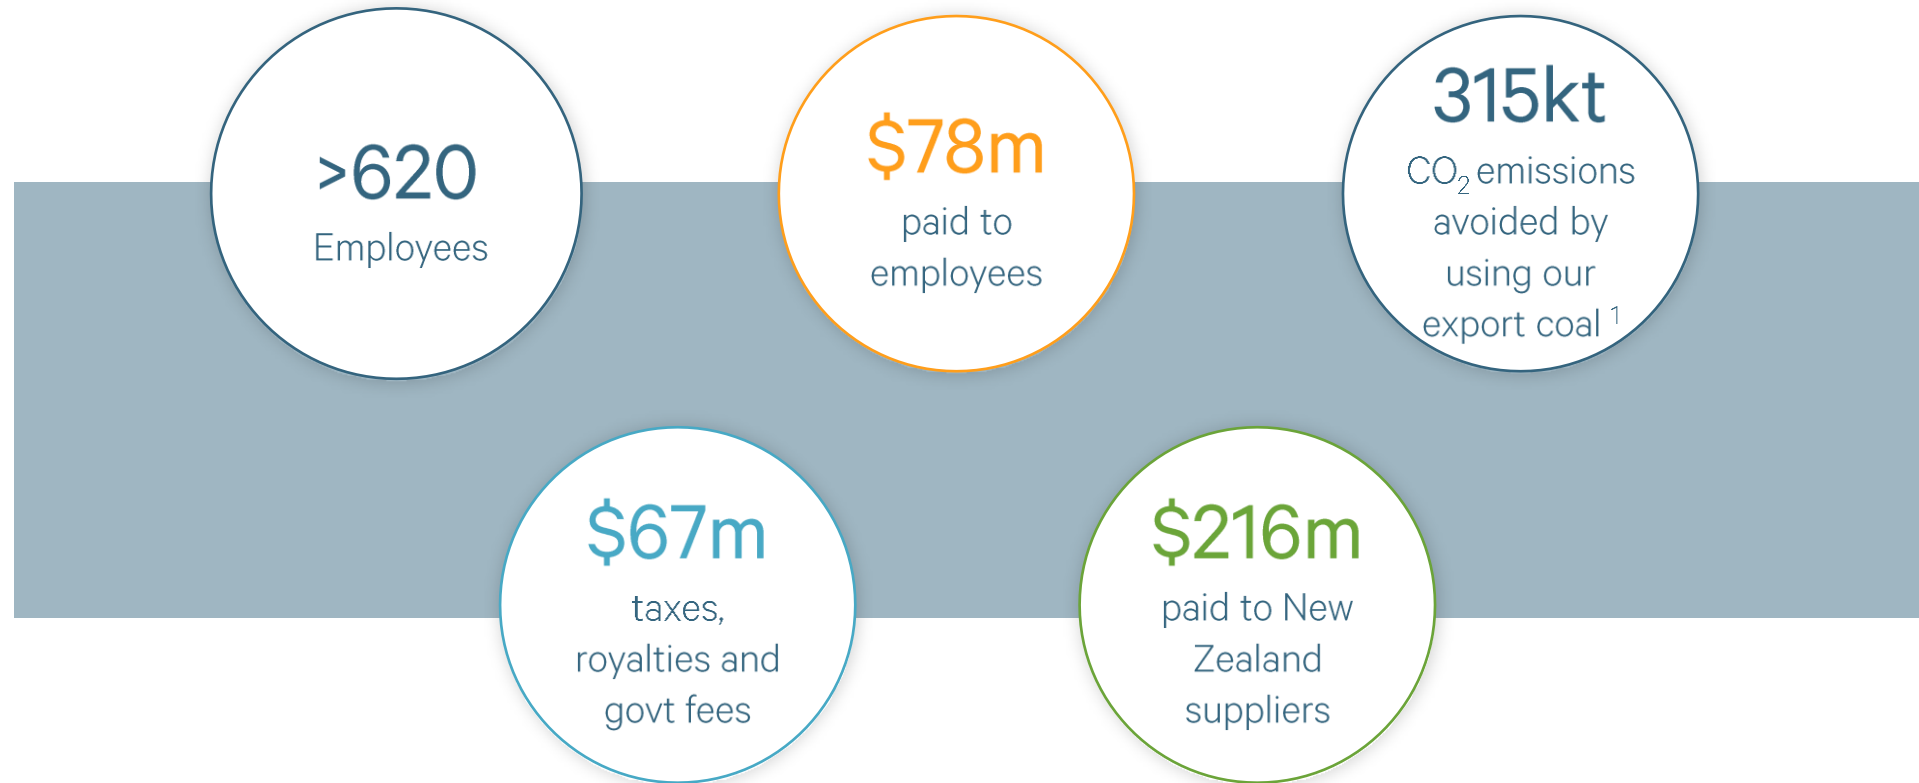 >620
Employees
$78m
paid to
employees
315kt
CO₂ emissions
avoided by
using our
export coal ¹
$67m
taxes,
royalties and
govt fees
$216m
paid to New
Zealand
suppliers